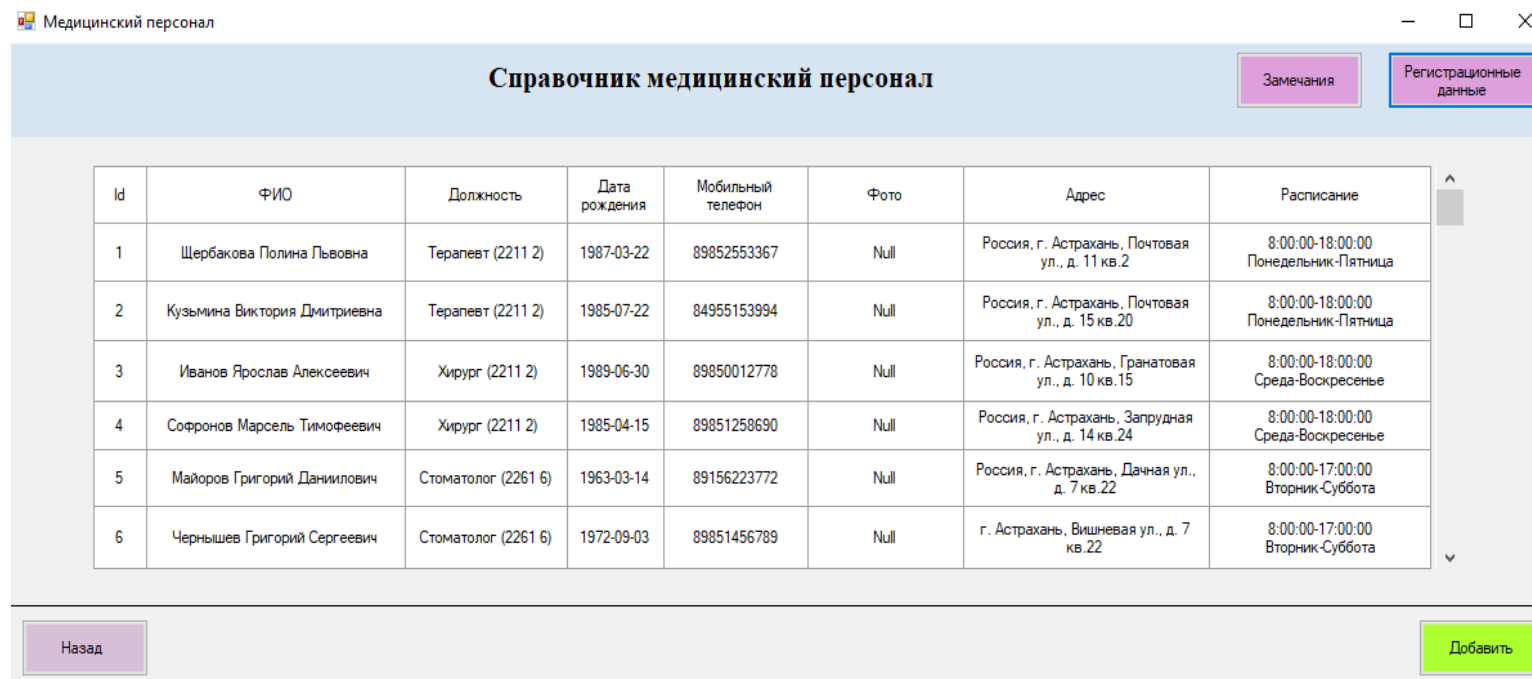 Медицинский персонал
Справочник медицинский персонал
Замечания
Регистрационные
данные
Id ФИО Должность Дата рождения Мобильный телефон Фото Адрес Расписание
1 Щербакова Полина Львовна Терапевт (2211 2) 1987-03-22 89852553367 Null Россия, г. Астрахань, Почтовая ул., д. 11 кв.2 8:00:00-18:00:00 Понедельник-Пятница
2 Кузьмина Виктория Дмитриевна Терапевт (2211 2) 1985-07-22 84955153994 Null Россия, г. Астрахань, Почтовая ул., д. 15 кв.20 8:00:00-18:00:00 Понедельник-Пятница
3 Иванов Ярослав Алексеевич Хирург (2211 2) 1989-06-30 89850012778 Null Россия, г. Астрахань, Гранатовая ул., д. 10 кв.15 8:00:00-18:00:00 Среда-Воскресенье
4 Софронов Марсель Тимофеевич Хирург (2211 2) 1985-04-15 89851258690 Null Россия, г. Астрахань, Запрудная ул., д. 14 кв.24 8:00:00-18:00:00 Среда-Воскресенье
5 Майоров Григорий Даниилович Стоматолог (2261 6) 1963-03-14 89156223772 Null Россия, г. Астрахань, Дачная ул., д. 7 кв.22 8:00:00-17:00:00 Вторник-Суббота
6 Чернышев Григорий Сергеевич Стоматолог (2261 6) 1972-09-03 89851456789 Null г. Астрахань, Вишневая ул., д. 7 кв.22 8:00:00-17:00:00 Вторник-Суббота
Назад
Добавить